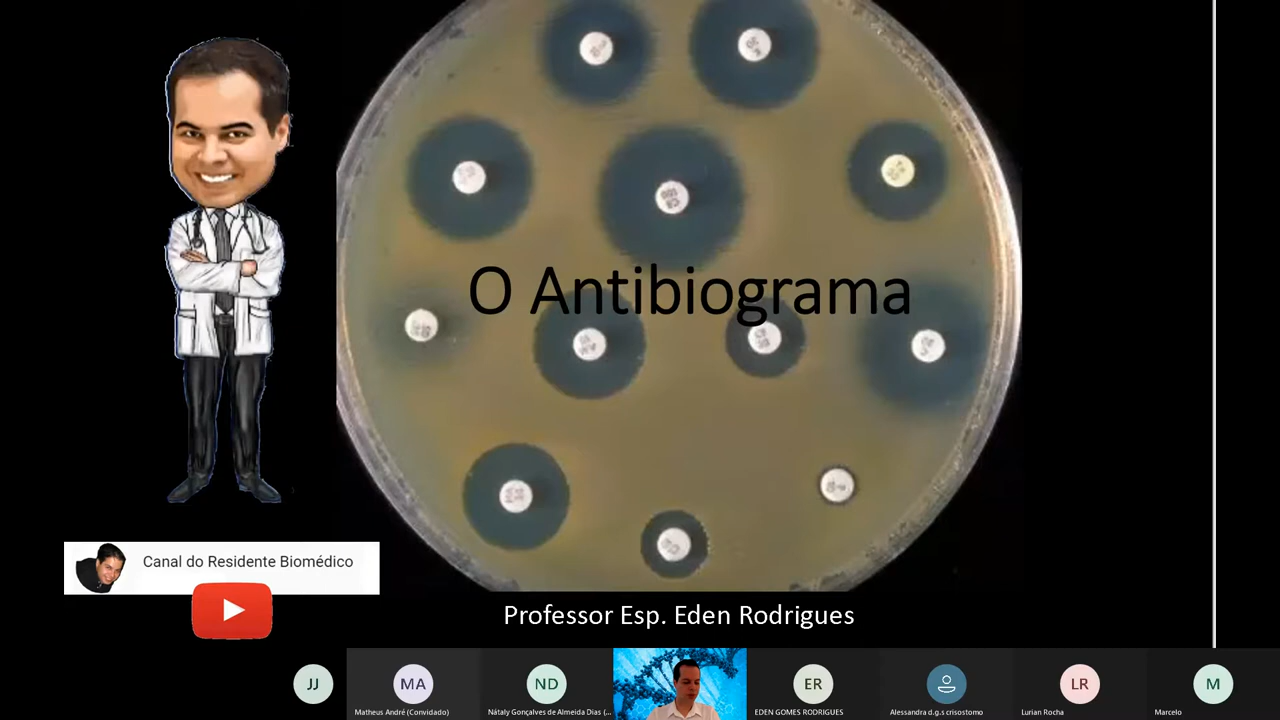 O Antibiograma
Canal do Residente Biomédico
Professor Esp. Eden Rodrigues
JJ
MA
Matheus André (Convidado)
ND
Nátaly Gonçalves de Almeida Dias (...
ER
EDEN GOMES RODRIGUES
Alessandra d.g.s crisostomo
LR
Lurian Rocha
M
Marcelo